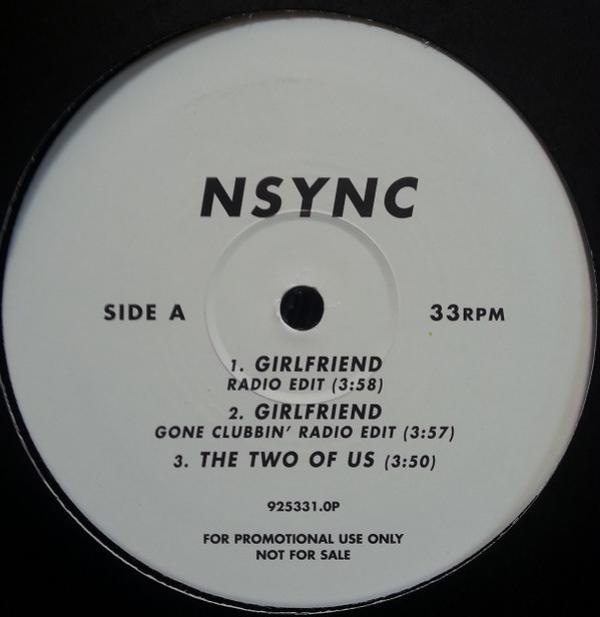 NSYNC
SIDE A
33RPM
1. GIRLFRIEND
RADIO EDIT (3:58)
2. GIRLFRIEND
GONE CLUBBIN' RADIO EDIT (3:57)
3. THE TWO OF US (3:50)
925331.0P
FOR PROMOTIONAL USE ONLY
NOT FOR SALE